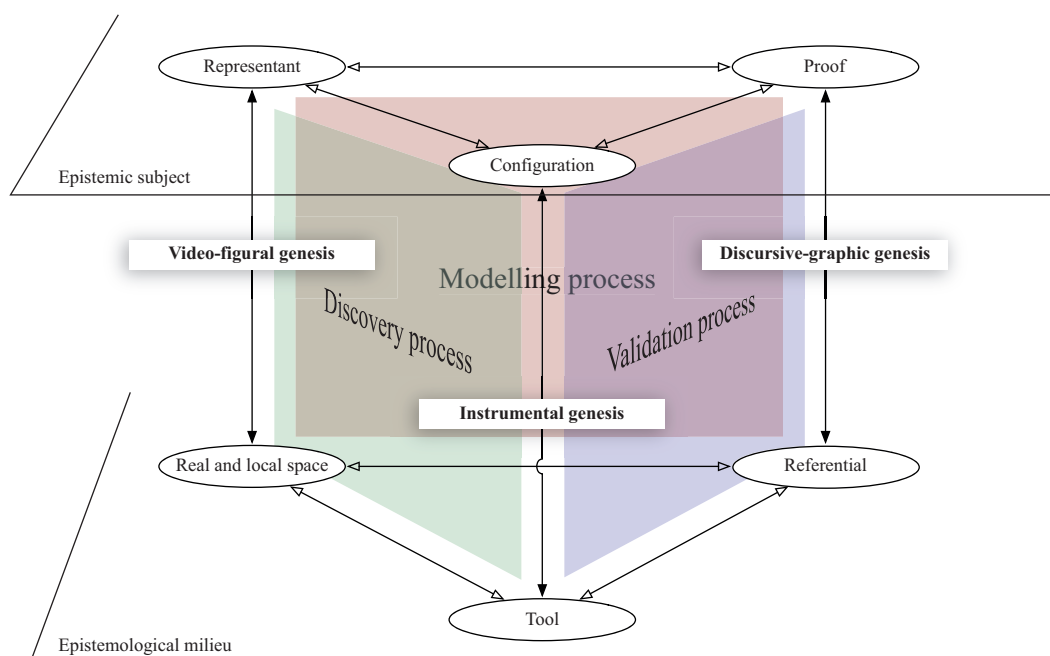 Representant
Proof
Configuration
Epistemic subject
Video-figural genesis
Discursive-graphic genesis
Modelling process
Discovery process
Validation process
Instrumental genesis
Real and local space
Referential
Tool
Epistemological milieu